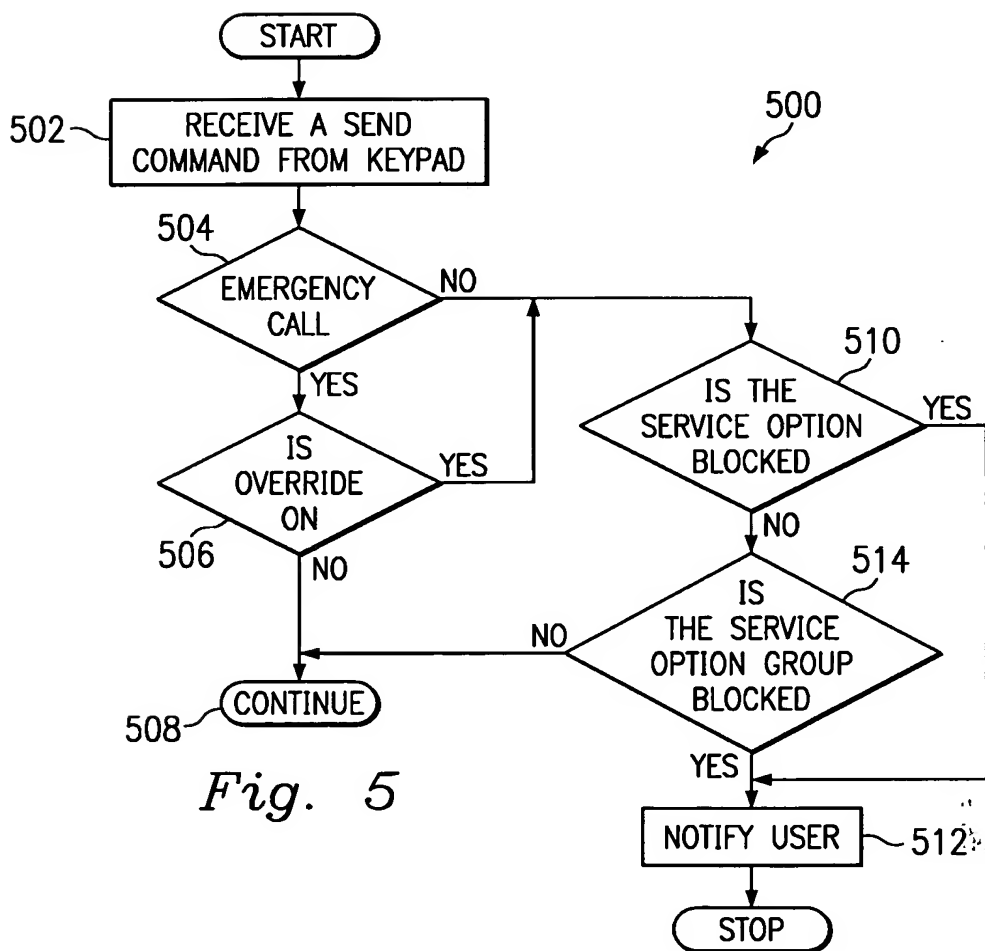 START
502
RECEIVE A SEND
COMMAND FROM KEYPAD
500
504
EMERGENCY
CALL
NO
YES
510
IS THE
SERVICE OPTION
BLOCKED
YES
NO
IS
OVERRIDE
ON
YES
506
NO
514
IS
THE SERVICE
OPTION GROUP
BLOCKED
NO
YES
508
CONTINUE
Fig. 5
NOTIFY USER
512
STOP